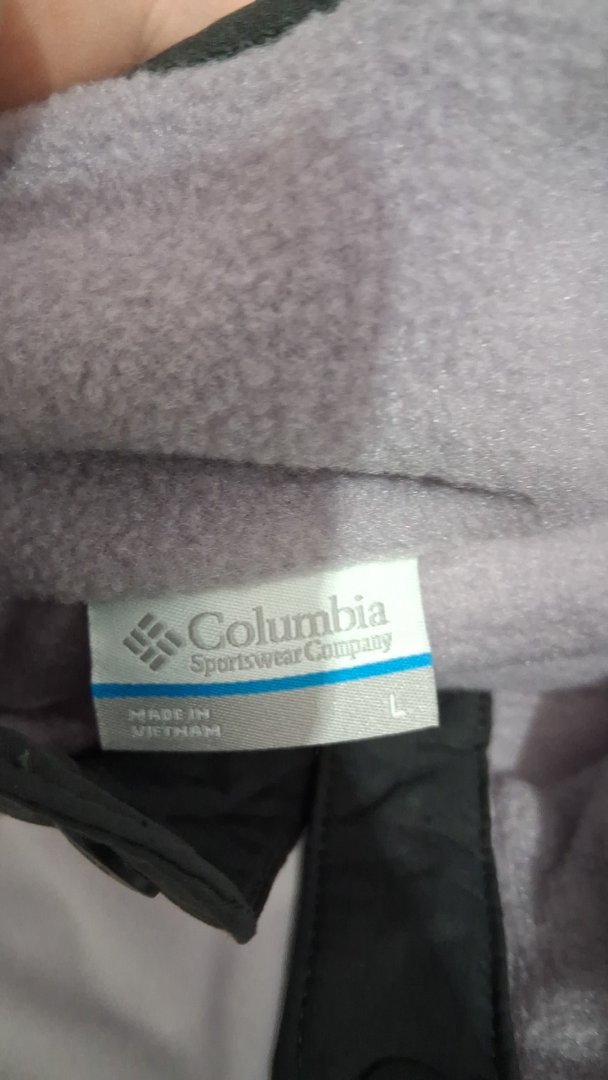 Columbia
Sportswear Company
MADE IN
VIETNAM
L